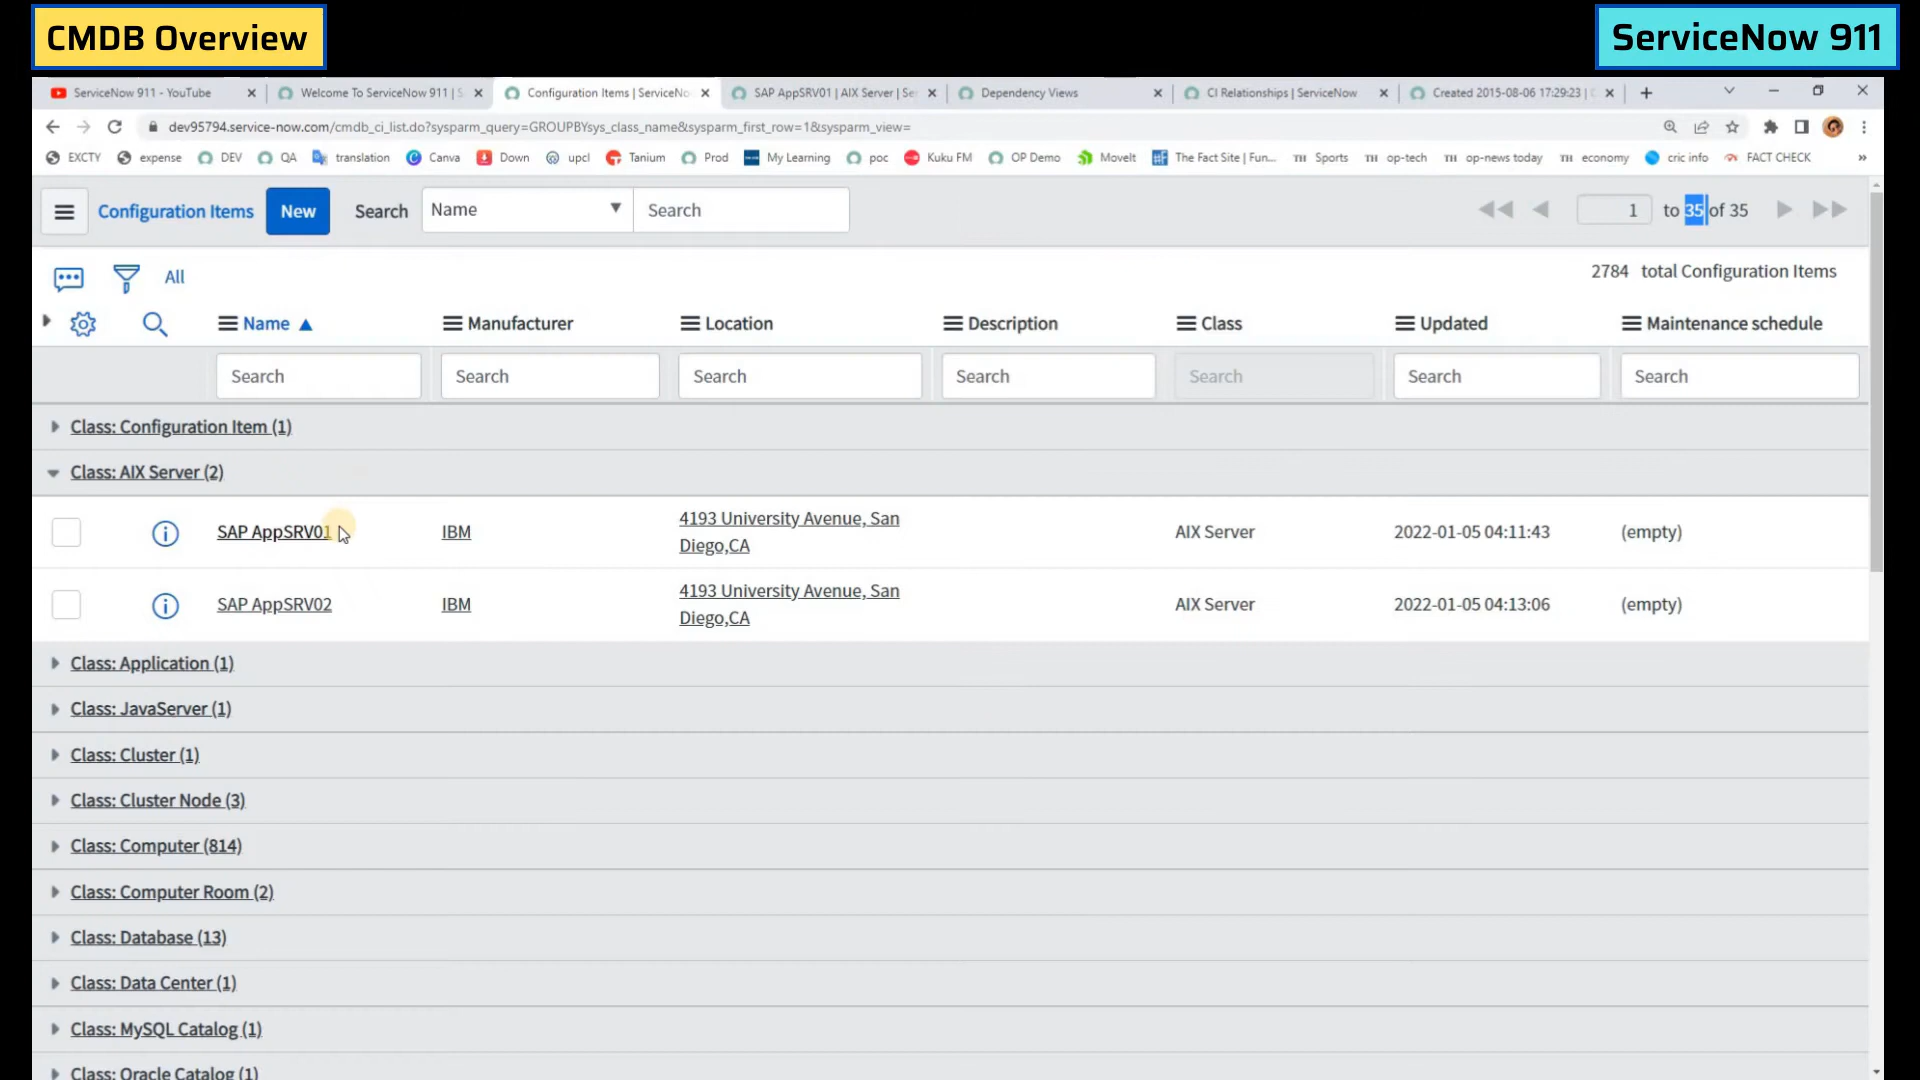 CMDB Overview
ServiceNow 911
ServiceNow 911 - YouTube
Welcome To ServiceNow 911 | S
Configuration Items | ServiceNo
SAP AppSRV01 | AIX Server | Ser
Dependency Views
CI Relationships | ServiceNow
Created 2015-08-06 17:29:23 |
dev95794.service-now.com/cmdb_ci_list.do?sysparm_query=GROUPBYsys_class_name&sysparm_first_row=1&sysparm_view=
EXCTY expense DEV QA translation Canva Down upcl Tanium Prod My Learning poc Kuku FM OP Demo MoveIt The Fact Site | Fun... Sports op-tech op-news today economy cric info FACT CHECK
Configuration Items New Search Name Search 1 to 35 of 35
All 2784 total Configuration Items
Name Manufacturer Location Description Class Updated Maintenance schedule
Search Search Search Search Search Search Search
Class: Configuration Item (1)
Class: AIX Server (2)
SAP AppSRV01 IBM 4193 University Avenue, San AIX Server 2022-01-05 04:11:43 (empty)
Diego,CA
SAP AppSRV02 IBM 4193 University Avenue, San AIX Server 2022-01-05 04:13:06 (empty)
Diego,CA
Class: Application (1)
Class: JavaServer (1)
Class: Cluster (1)
Class: Cluster Node (3)
Class: Computer (814)
Class: Computer Room (2)
Class: Database (13)
Class: Data Center (1)
Class: MySQL Catalog (1)
Class: Oracle Catalog (1)